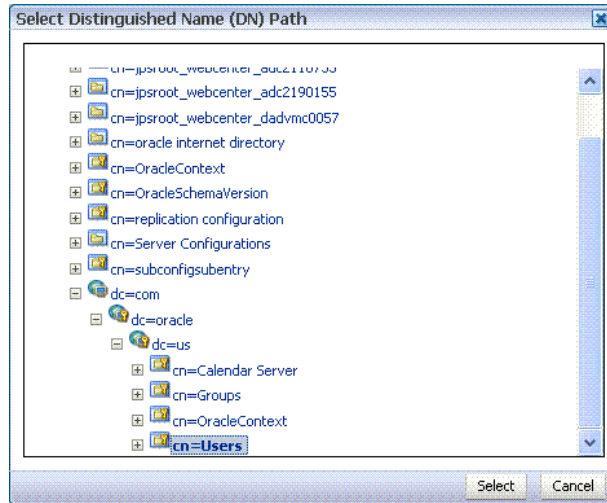 Select Distinguished Name (DN) Path
cn=jpsroot_webcenter_adc2110755
cn=jpsroot_webcenter_adc2190155
cn=jpsroot_webcenter_dadvmc0057
cn=oracle internet directory
cn=OracleContext
cn=OracleSchemaVersion
cn=replication configuration
cn=Server Configurations
cn=subconfigsubentry
dc=com
dc=oracle
dc=us
cn=Calendar Server
cn=Groups
cn=OracleContext
cn=Users
Select Cancel